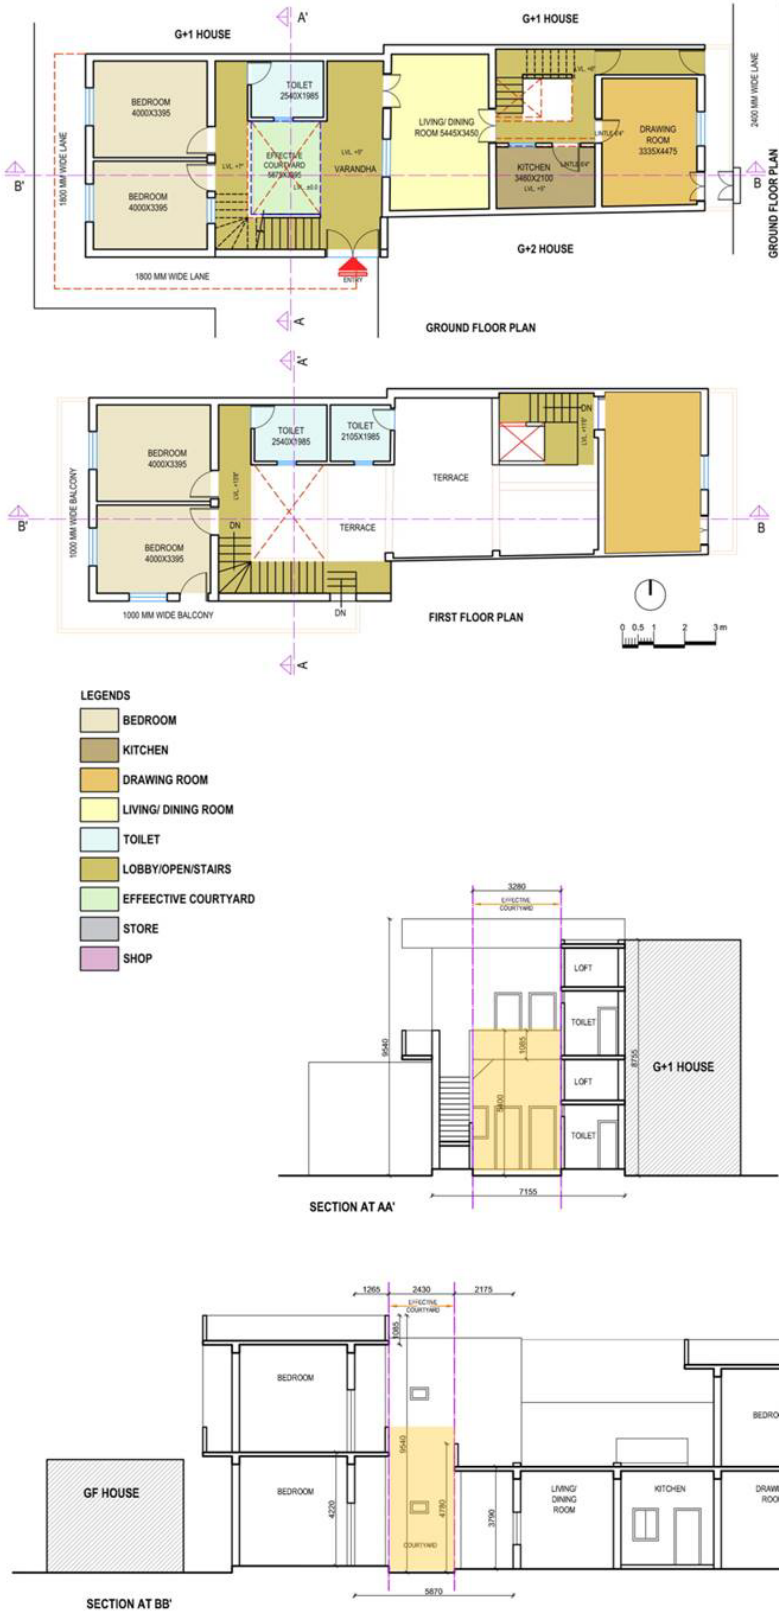 A'
G+1 HOUSE
G+1 HOUSE
BEDROOM
4000X3395
TOILET
2540X1985
LIVING/ DINING
ROOM 5445X3450
DRAWING
ROOM
3335X4475
EFFECTIVE
COURTYARD
LVL. ±0.0
VARANDHA
KITCHEN
3460X2100
BEDROOM
4000X3395
1800 MM WIDE LANE
2400 MM WIDE LANE
B'
B
GROUND FLOOR PLAN
1800 MM WIDE LANE
ENTRY
G+2 HOUSE
A
GROUND FLOOR PLAN
A'
BEDROOM
4000X3395
TOILET
2540X1985
TOILET
2105X1985
DN
TERRACE
TERRACE
BEDROOM
4000X3395
DN
1000 MM WIDE BALCONY
B'
B
1000 MM WIDE BALCONY
DN
FIRST FLOOR PLAN
A
0 0.5 1 2 3 m
LEGENDS
BEDROOM
KITCHEN
DRAWING ROOM
LIVING/ DINING ROOM
TOILET
LOBBY/OPEN/STAIRS
EFFEECTIVE COURTYARD
STORE
SHOP
3280
EFFECTIVE
COURTYARD
LOFT
TOILET
LOFT
TOILET
9540
1085
5400
8755
G+1 HOUSE
7155
SECTION AT AA'
1265 2430 2175
EFFECTIVE
COURTYARD
1085
BEDROOM
9540
BEDROOM
4220
4780
3790
COURTYARD
LIVING/
DINING
ROOM
KITCHEN
GF HOUSE
5870
SECTION AT BB'